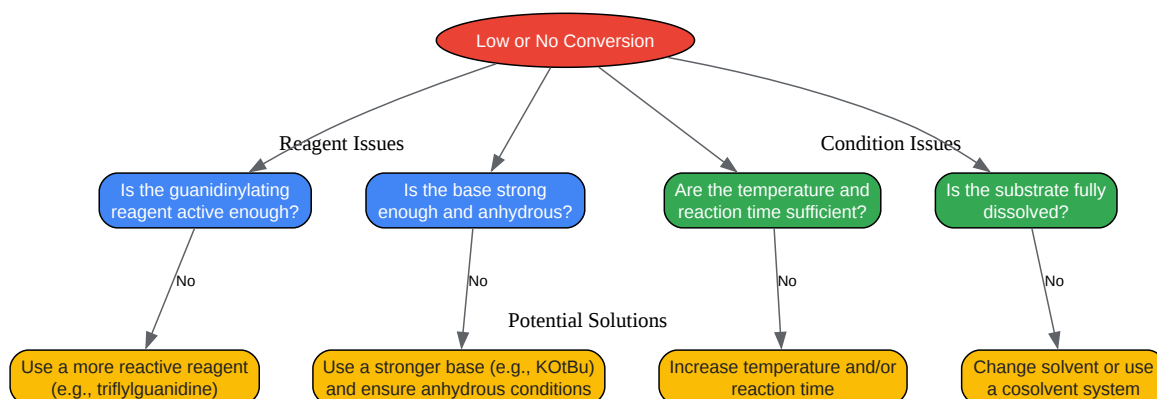 Low or No Conversion
Reagent Issues
Condition Issues
Is the guanidinylating
reagent active enough?
Is the base strong
enough and anhydrous?
Are the temperature and
reaction time sufficient?
Is the substrate fully
dissolved?
No
No
No
No
Potential Solutions
Use a more reactive reagent
(e.g., triflylguanidine)
Use a stronger base (e.g., KOtBu)
and ensure anhydrous conditions
Increase temperature and/or
reaction time
Change solvent or use
a cosolvent system